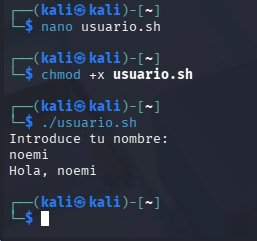 ┌──(kali㉿kali)-[~]
└─$ nano usuario.sh
┌──(kali㉿kali)-[~]
└─$ chmod +x usuario.sh
┌──(kali㉿kali)-[~]
└─$ ./usuario.sh
Introduce tu nombre:
noemi
Hola, noemi
┌──(kali㉿kali)-[~]
└─$